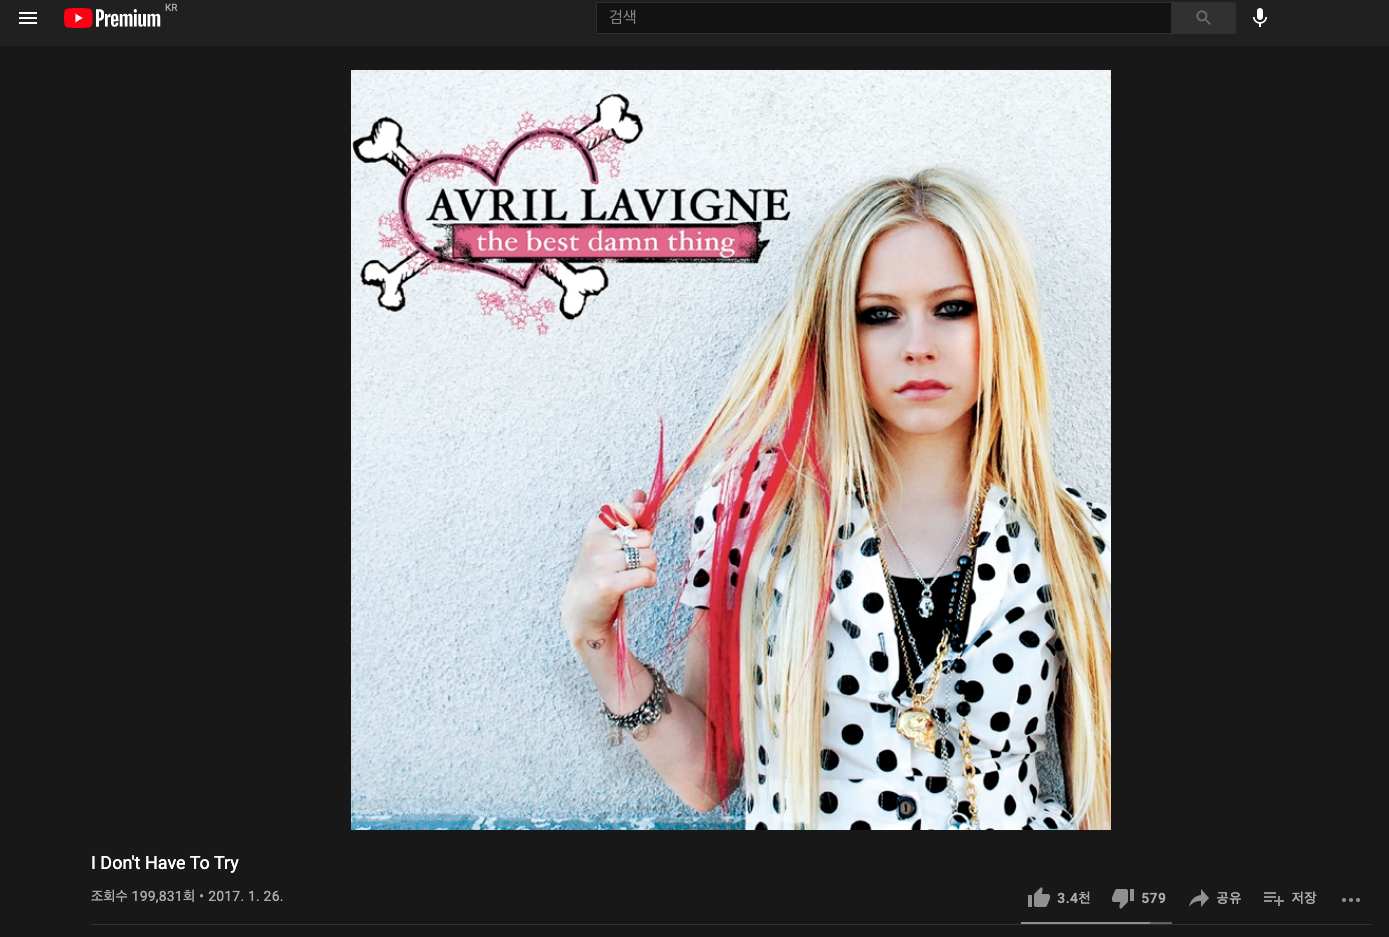 Premium KR
검색
AVRIL LAVIGNE
the best damn thing
I Don't Have To Try
조회수 199,831회 • 2017. 1. 26.
3.4천 579 공유 저장